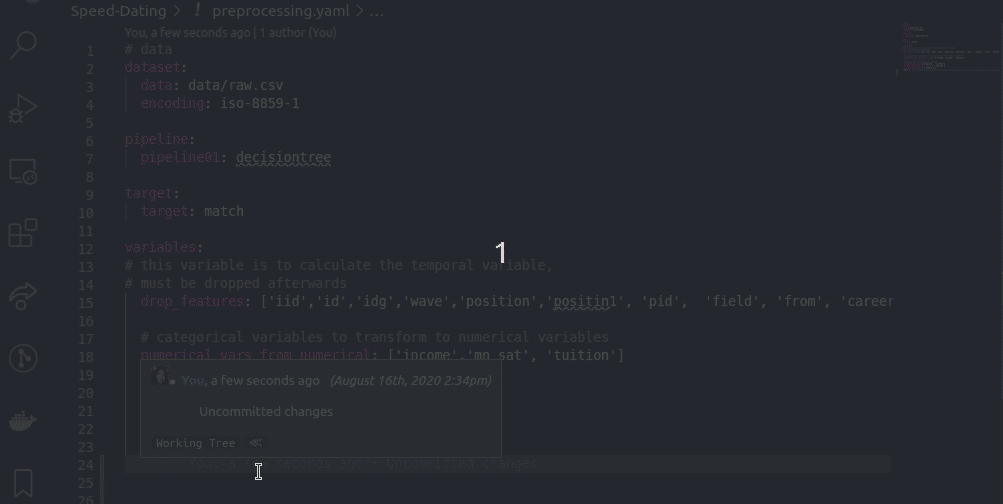 Speed-Dating > ! preprocessing.yaml > ...
You, a few seconds ago | 1 author (You)
1 # data
2 dataset:
3 data: data/raw.csv
4 encoding: iso-8859-1
5
6 pipeline:
7 pipeline01: decisiontree
8
9 target:
10 target: match
11
12 variables:
1
13 # this variable is to calculate the temporal variable,
14 # must be dropped afterwards
15 drop_features: ['iid','id','idg','wave','position','positin1', 'pid', 'field', 'from', 'career
16
17 # categorical variables to transform to numerical variables
18 numerical_vars_from_numerical: ['income','mn_sat', 'tuition']
19
You, a few seconds ago (August 16th, 2020 2:34pm)
20
21 Uncommitted changes
22
23 Working Tree
24 You, a few seconds ago • Uncommitted changes
25
26